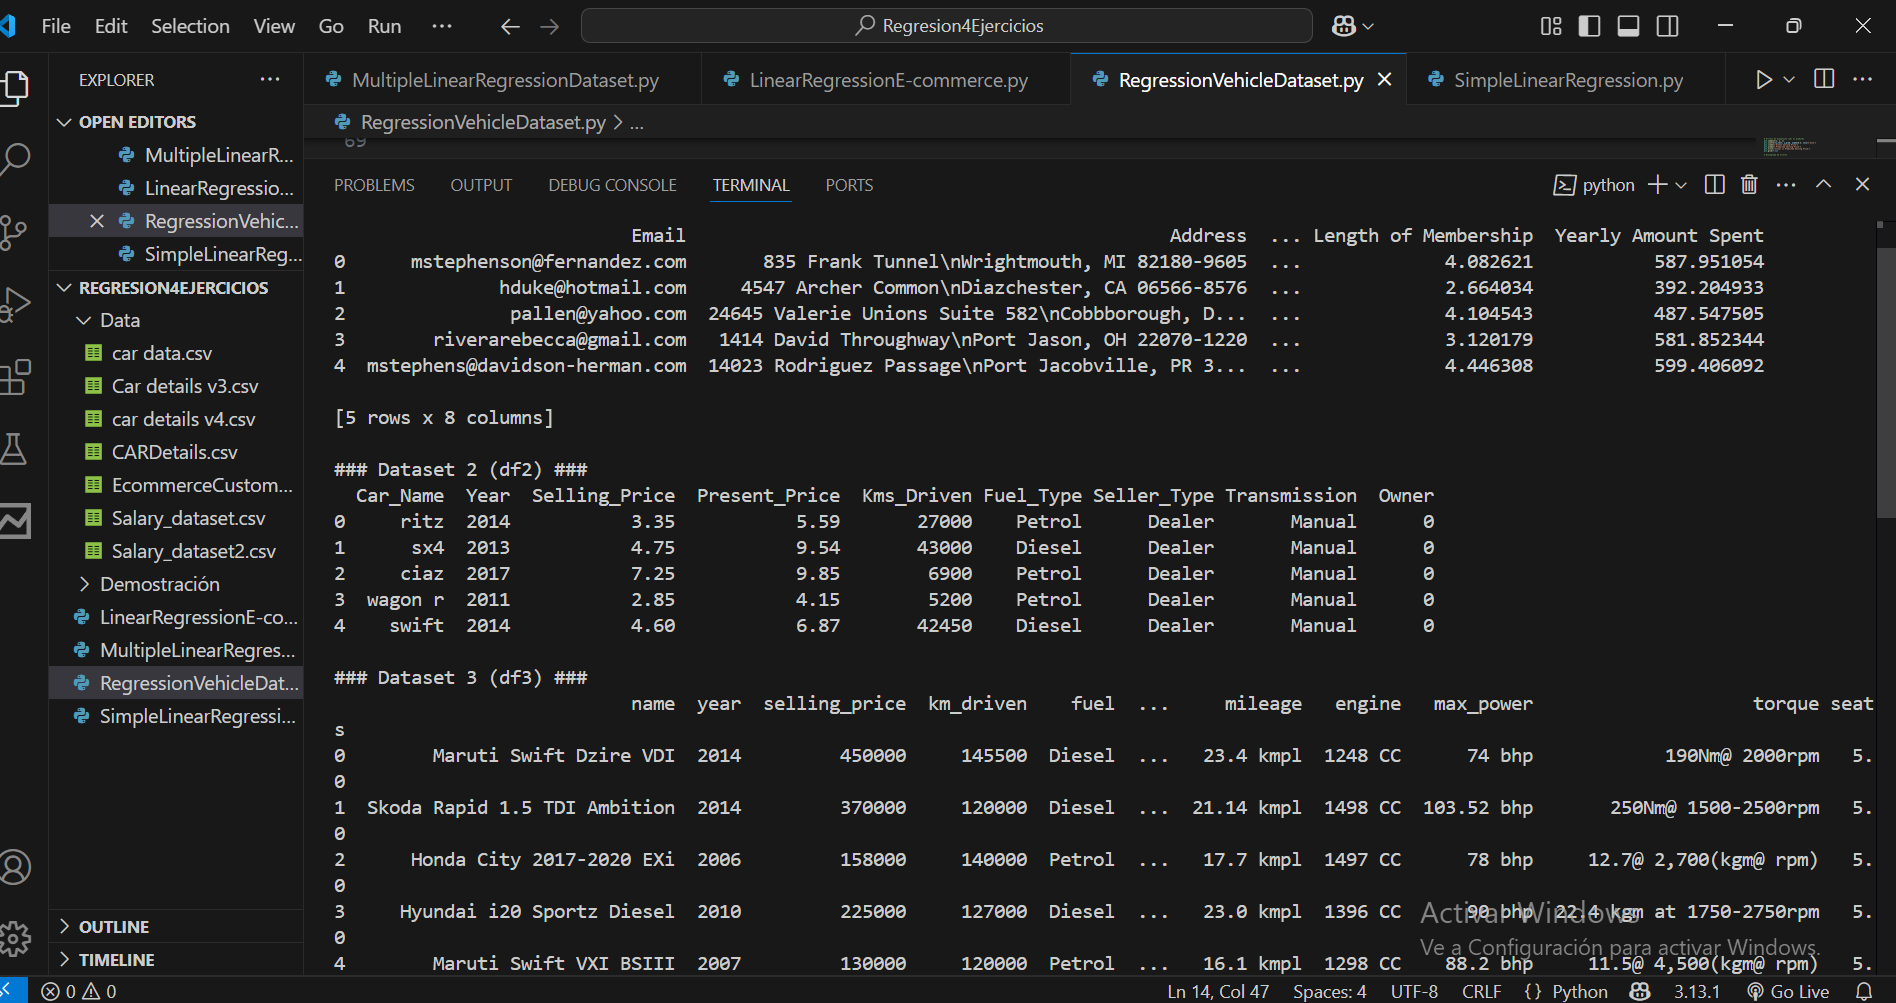 File Edit Selection View Go Run ··· Regresion4Ejercicios
EXPLORER ···
OPEN EDITORS
MultipleLinearR...
LinearRegressio...
RegressionVehic...
SimpleLinearReg...
REGRESION4EJERCICIOS
Data
car data.csv
Car details v3.csv
car details v4.csv
CARDetails.csv
EcommerceCustom...
Salary_dataset.csv
Salary_dataset2.csv
Demostración
LinearRegressionE-co...
MultipleLinearRegres...
RegressionVehicleDat...
SimpleLinearRegressi...
OUTLINE
TIMELINE
MultipleLinearRegressionDataset.py LinearRegressionE-commerce.py RegressionVehicleDataset.py SimpleLinearRegression.py
RegressionVehicleDataset.py > ...
69
PROBLEMS OUTPUT DEBUG CONSOLE TERMINAL PORTS python
Email Address ... Length of Membership Yearly Amount Spent
0 mstephenson@fernandez.com 835 Frank Tunnel\nWrightmouth, MI 82180-9605 ... 4.082621 587.951054
1 hduke@hotmail.com 4547 Archer Common\nDiazchester, CA 06566-8576 ... 2.664034 392.204933
2 pallen@yahoo.com 24645 Valerie Unions Suite 582\nCobbborough, D... ... 4.104543 487.547505
3 riverarebecca@gmail.com 1414 David Throughway\nPort Jason, OH 22070-1220 ... 3.120179 581.852344
4 mstephens@davidson-herman.com 14023 Rodriguez Passage\nPort Jacobville, PR 3... ... 4.446308 599.406092
[5 rows x 8 columns]
### Dataset 2 (df2) ###
Car_Name Year Selling_Price Present_Price Kms_Driven Fuel_Type Seller_Type Transmission Owner
0 ritz 2014 3.35 5.59 27000 Petrol Dealer Manual 0
1 sx4 2013 4.75 9.54 43000 Diesel Dealer Manual 0
2 ciaz 2017 7.25 9.85 6900 Petrol Dealer Manual 0
3 wagon r 2011 2.85 4.15 5200 Petrol Dealer Manual 0
4 swift 2014 4.60 6.87 42450 Diesel Dealer Manual 0
### Dataset 3 (df3) ###
name year selling_price km_driven fuel ... mileage engine max_power torque seat
s
0 Maruti Swift Dzire VDI 2014 450000 145500 Diesel ... 23.4 kmpl 1248 CC 74 bhp 190Nm@ 2000rpm 5.
0
1 Skoda Rapid 1.5 TDI Ambition 2014 370000 120000 Diesel ... 21.14 kmpl 1498 CC 103.52 bhp 250Nm@ 1500-2500rpm 5.
0
2 Honda City 2017-2020 EXi 2006 158000 140000 Petrol ... 17.7 kmpl 1497 CC 78 bhp 12.7@ 2,700(kgm@ rpm) 5.
0
3 Hyundai i20 Sportz Diesel 2010 225000 127000 Diesel ... 23.0 kmpl 1396 CC 90 bhp 22.4 kgm at 1750-2750rpm 5.
0
4 Maruti Swift VXI BSIII 2007 130000 120000 Petrol ... 16.1 kmpl 1298 CC 88.2 bhp 11.5@ 4,500(kgm@ rpm) 5.
Activar Windows
Ve a Configuración para activar Windows.
0 0 Ln 14, Col 47 Spaces: 4 UTF-8 CRLF {} Python 3.13.1 Go Live